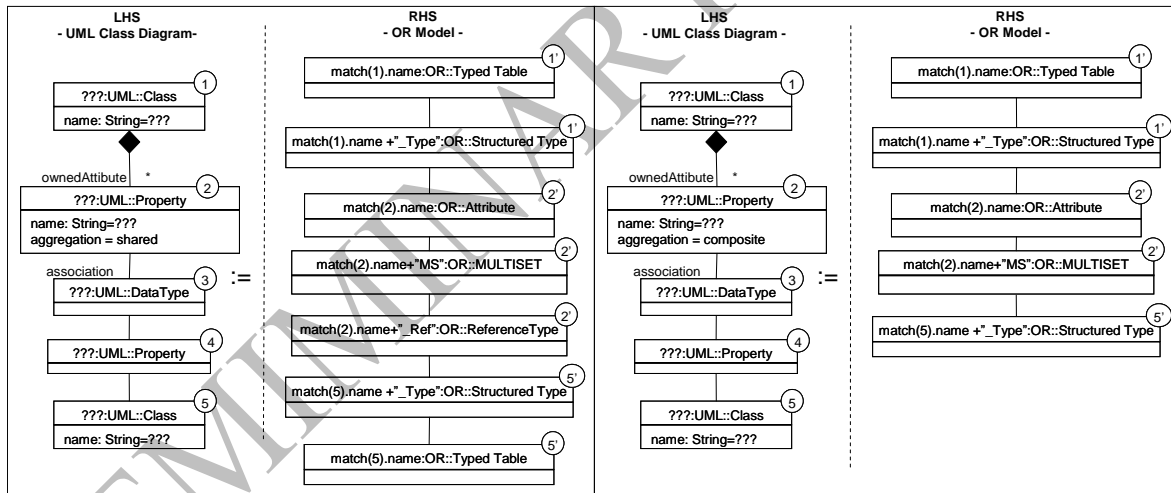 LHS
- UML Class Diagram-
1
???:UML::Class
name: String=???
ownedAttibute *
2
???:UML::Property
name: String=???
aggregation = shared
association
3
???:UML::DataType
4
???:UML::Property
5
???:UML::Class
name: String=???
:=
RHS
- OR Model -
1'
match(1).name:OR::Typed Table
1'
match(1).name +"_Type":OR::Structured Type
2'
match(2).name:OR::Attribute
2'
match(2).name+"MS":OR::MULTISET
2'
match(2).name+"_Ref":OR::ReferenceType
5'
match(5).name +"_Type":OR::Structured Type
5'
match(5).name:OR::Typed Table
LHS
- UML Class Diagram -
1
???:UML::Class
name: String=???
ownedAttibute *
2
???:UML::Property
name: String=???
aggregation = composite
association
3
???:UML::DataType
4
???:UML::Property
5
???:UML::Class
name: String=???
:=
RHS
- OR Model -
1'
match(1).name:OR::Typed Table
1'
match(1).name +"_Type":OR::Structured Type
2'
match(2).name:OR::Attribute
2'
match(2).name+"MS":OR::MULTISET
5'
match(5).name +"_Type":OR::Structured Type